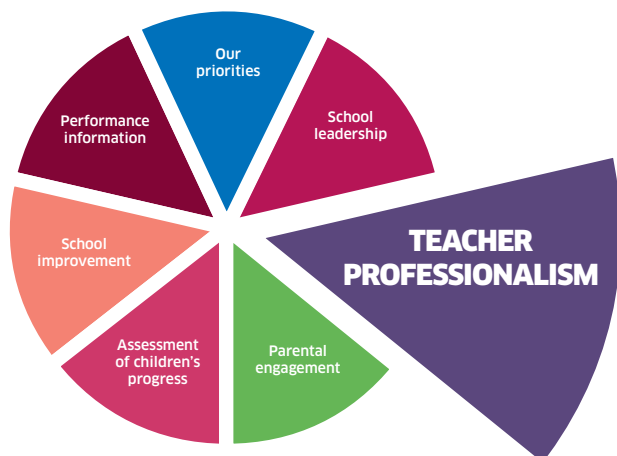 Our
priorities
School
leadership
TEACHER
PROFESSIONALISM
Parental
engagement
Assessment
of children's
progress
School
improvement
Performance
information